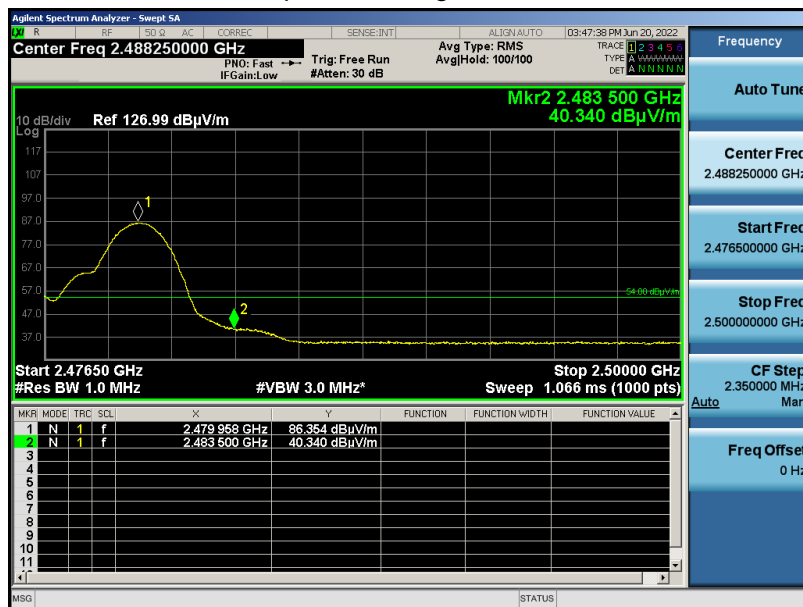 Agilent Spectrum Analyzer - Swept SA
LXI R RF 50 Ω AC CORREC SENSE:INT ALIGN AUTO 03:47:38 PM Jun 20, 2022
Center Freq 2.488250000 GHz
PNO: Fast
IFGain:Low
Trig: Free Run
#Atten: 30 dB
Avg Type: RMS
Avg|Hold: 100/100
TRACE 1 2 3 4 5 6
TYPE A WWWWW
DET A N N N N N
Mkr2 2.483 500 GHz
40.340 dBµV/m
10 dB/div Ref 126.99 dBµV/m
Log
117
107
97.0
87.0
77.0
67.0
57.0
47.0
37.0
1
2
54.00 dBµV/m
Start 2.47650 GHz Stop 2.50000 GHz
#Res BW 1.0 MHz #VBW 3.0 MHz* Sweep 1.066 ms (1000 pts)
MKR MODE TRC SCL X Y FUNCTION FUNCTION WIDTH FUNCTION VALUE
1 N 1 f 2.479 958 GHz 86.354 dBµV/m
2 N 1 f 2.483 500 GHz 40.340 dBµV/m
3
4
5
6
7
8
9
10
11
MSG STATUS
Frequency
Auto Tune
Center Freq
2.488250000 GHz
Start Freq
2.476500000 GHz
Stop Freq
2.500000000 GHz
CF Step
2.350000 MHz
Auto Man
Freq Offset
0 Hz